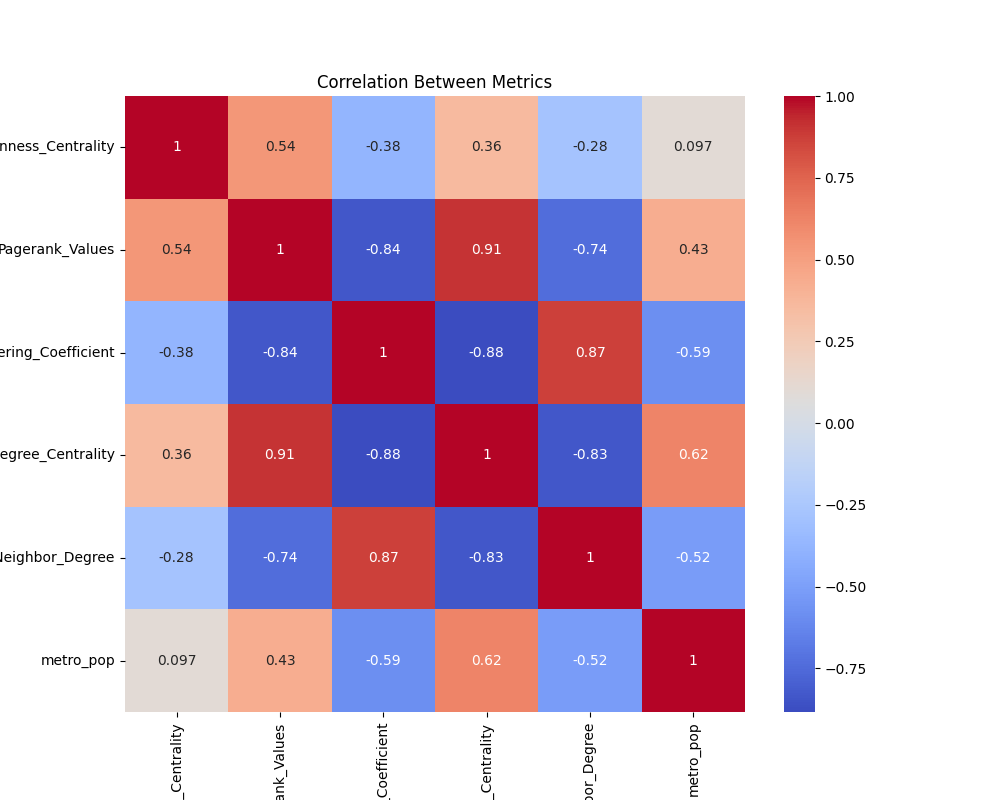 Correlation Between Metrics
nness_Centrality 1 0.54 -0.38 0.36 -0.28 0.097
Pagerank_Values 0.54 1 -0.84 0.91 -0.74 0.43
ering_Coefficient -0.38 -0.84 1 -0.88 0.87 -0.59
egree_Centrality 0.36 0.91 -0.88 1 -0.83 0.62
Neighbor_Degree -0.28 -0.74 0.87 -0.83 1 -0.52
metro_pop 0.097 0.43 -0.59 0.62 -0.52 1
_Centrality
ank_Values
_Coefficient
_Centrality
bor_Degree
metro_pop
1.00
0.75
0.50
0.25
0.00
−0.25
−0.50
−0.75